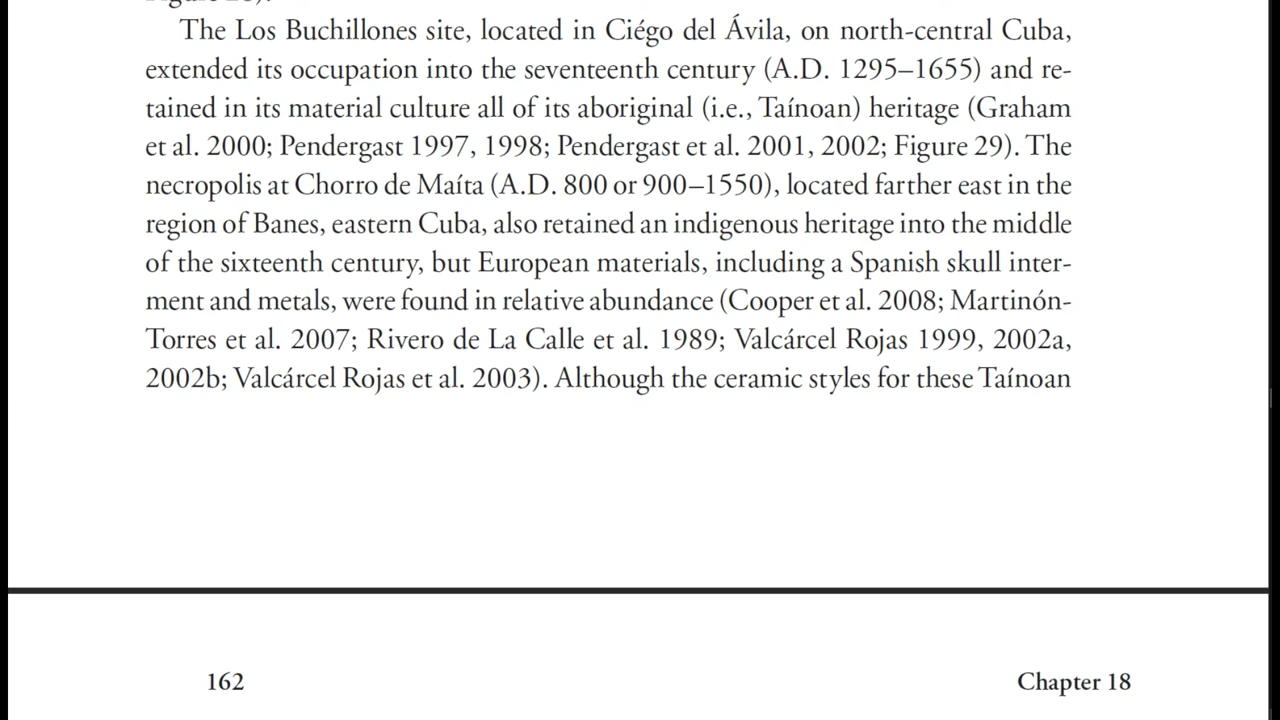 The Los Buchillones site, located in Ciégo del Ávila, on north-central Cuba,
extended its occupation into the seventeenth century (A.D. 1295–1655) and re-
tained in its material culture all of its aboriginal (i.e., Taínoan) heritage (Graham
et al. 2000; Pendergast 1997, 1998; Pendergast et al. 2001, 2002; Figure 29). The
necropolis at Chorro de Maíta (A.D. 800 or 900–1550), located farther east in the
region of Banes, eastern Cuba, also retained an indigenous heritage into the middle
of the sixteenth century, but European materials, including a Spanish skull inter-
ment and metals, were found in relative abundance (Cooper et al. 2008; Martinón-
Torres et al. 2007; Rivero de La Calle et al. 1989; Valcárcel Rojas 1999, 2002a,
2002b; Valcárcel Rojas et al. 2003). Although the ceramic styles for these Taínoan
162
Chapter 18